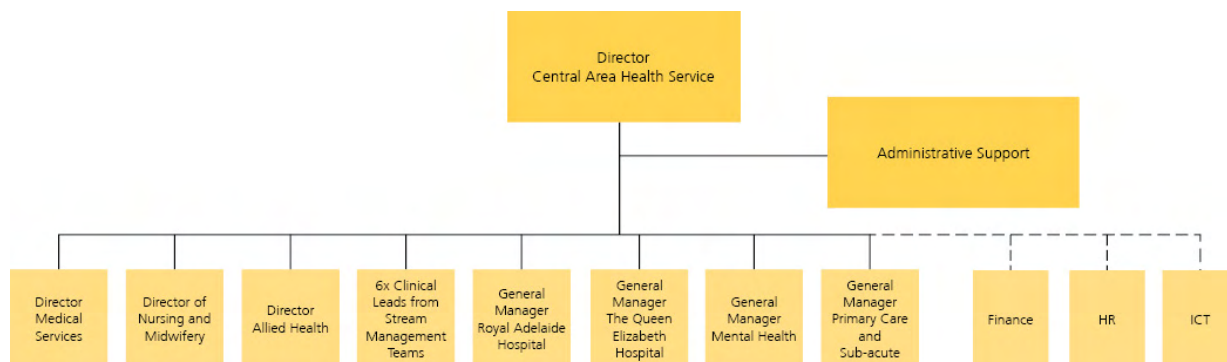 Director
Central Area Health Service
Administrative Support
Director
Medical
Services
Director of
Nursing and
Midwifery
Director
Allied Health
6x Clinical
Leads from
Stream
Management
Teams
General
Manager
Royal Adelaide
Hospital
General
Manager
The Queen
Elizabeth
Hospital
General
Manager
Mental Health
General
Manager
Primary Care
and
Sub-acute
Finance
HR
ICT